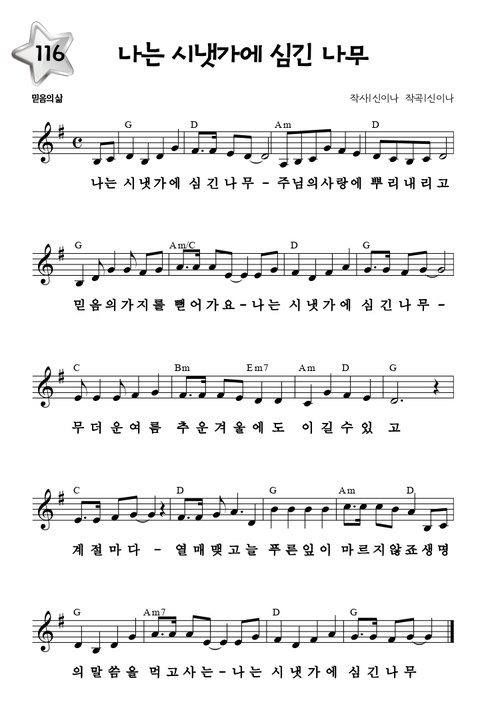 116 나는 시냇가에 심긴 나무
믿음의 삶 작사|신이나 작곡|신이나
G D Am D
나는 시냇가에 심 긴 나 무 - 주님의사랑에 뿌리내리고
G Am/C D G
믿음의가지를 뻗어가요-나는 시냇가에 심 긴 나 무 -
C Bm Em7 Am D G
무 더 운 여 름 추 운 겨 울 에 도 이 길 수 있 고
C D G Am D
계 절 마 다 - 열 매 맺 고 늘 푸른잎이 마르지않죠생명
G Am7 D G
의 말 씀 을 먹 고 사 는 - 나 는 시 냇 가 에 심 긴 나 무